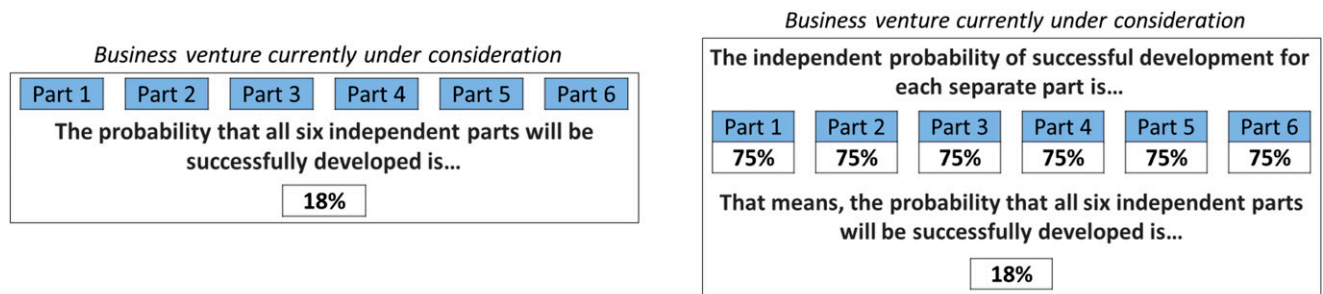 Business venture currently under consideration
Part 1 Part 2 Part 3 Part 4 Part 5 Part 6
The probability that all six independent parts will be
successfully developed is...
18%
Business venture currently under consideration
The independent probability of successful development for
each separate part is...
Part 1 Part 2 Part 3 Part 4 Part 5 Part 6
75% 75% 75% 75% 75% 75%
That means, the probability that all six independent parts
will be successfully developed is...
18%